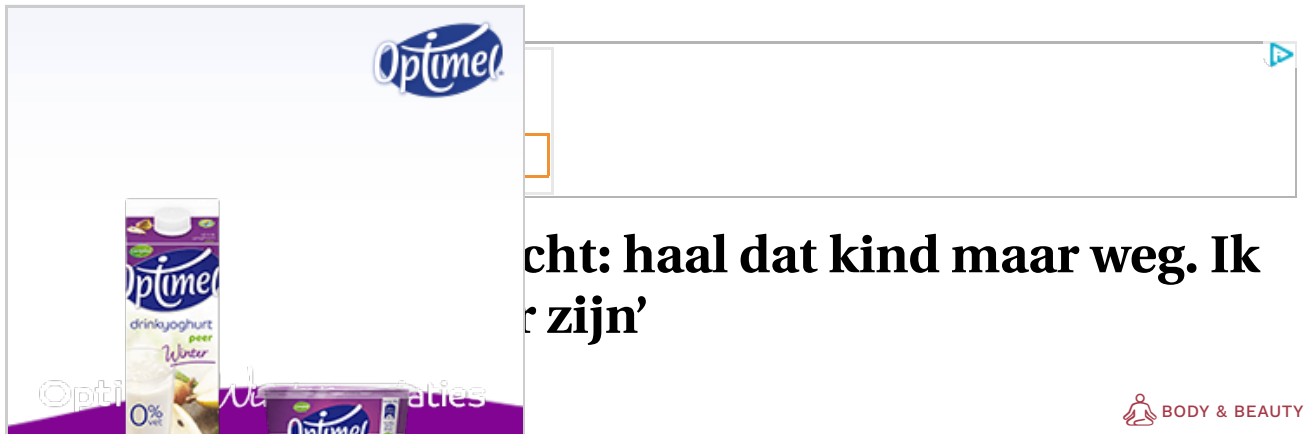 Optimel
cht: haal dat kind maar weg. Ik
zijn’
Optimel
drinkyoghurt
peer
Winter
0%
vet
Optimel
BODY & BEAUTY